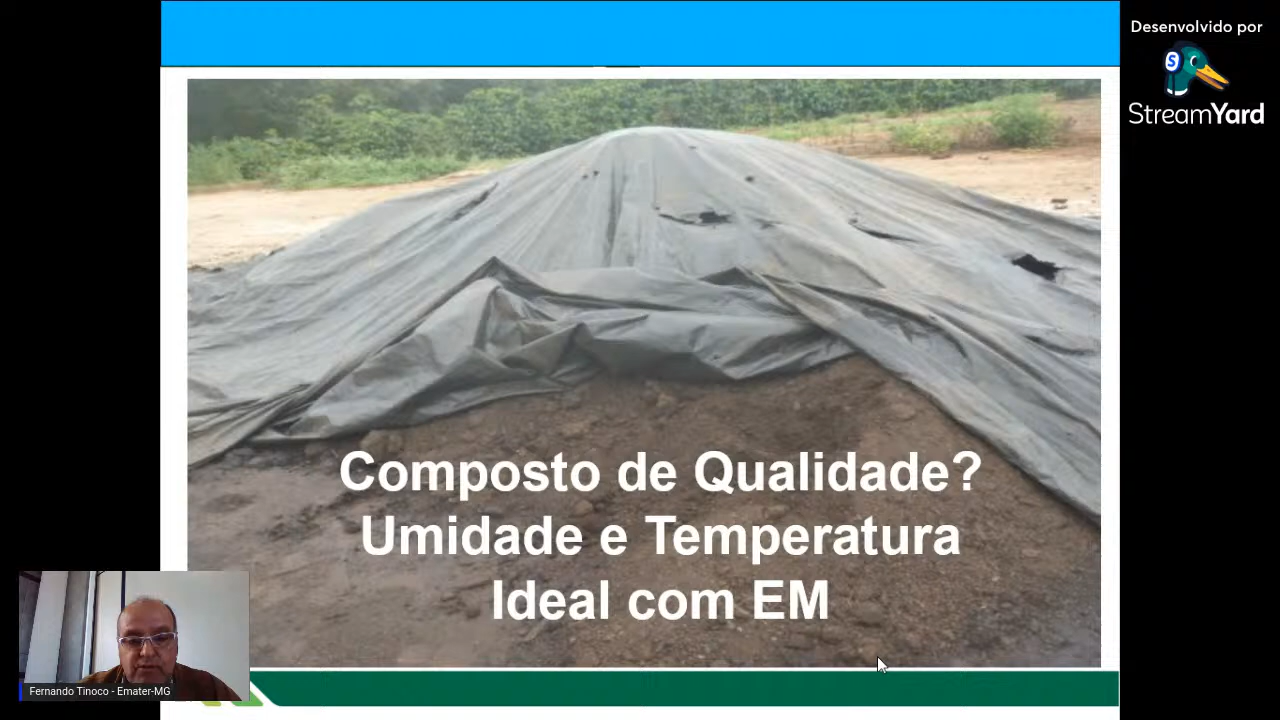 Desenvolvido por
StreamYard
Composto de Qualidade?
Umidade e Temperatura
Ideal com EM
Fernando Tinoco - Emater-MG